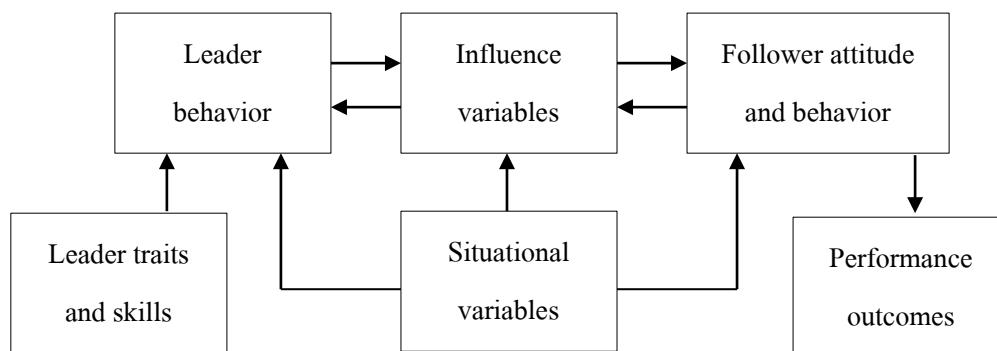 Leader
behavior
Influence
variables
Follower attitude
and behavior
Leader traits
and skills
Situational
variables
Performance
outcomes